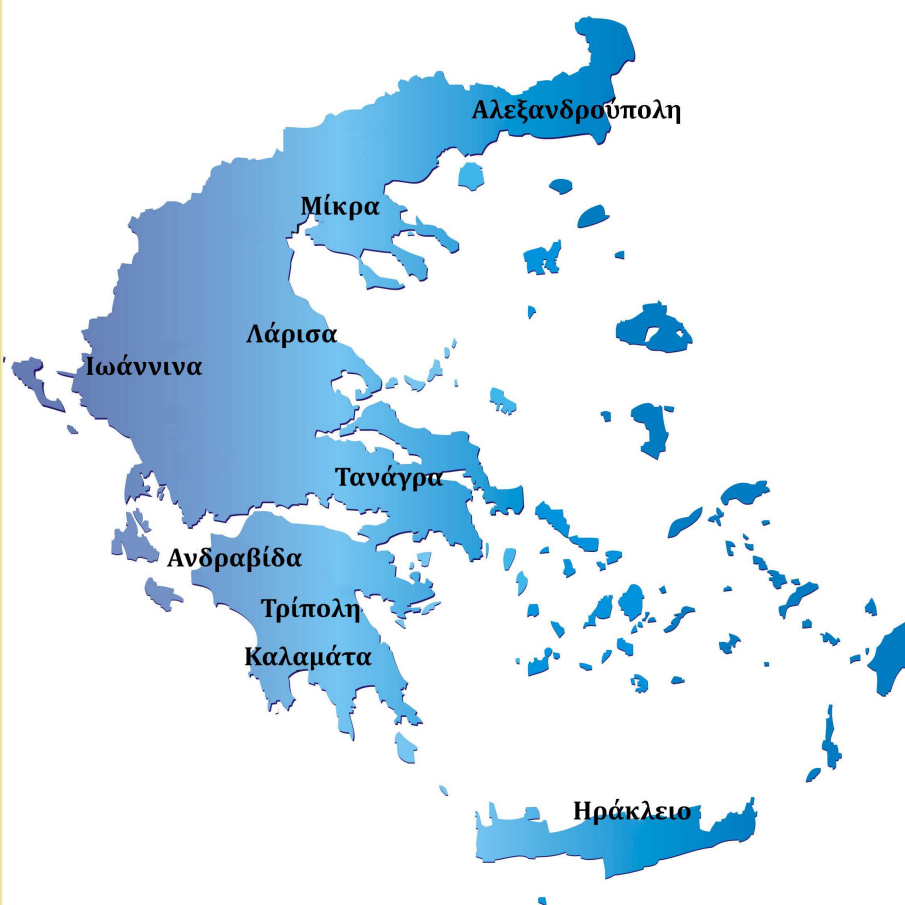 Αλεξανδρούπολη
Μίκρα
Λάρισα
Ιωάννινα
Τανάγρα
Ανδραβίδα
Τρίπολη
Καλαμάτα
Ηράκλειο